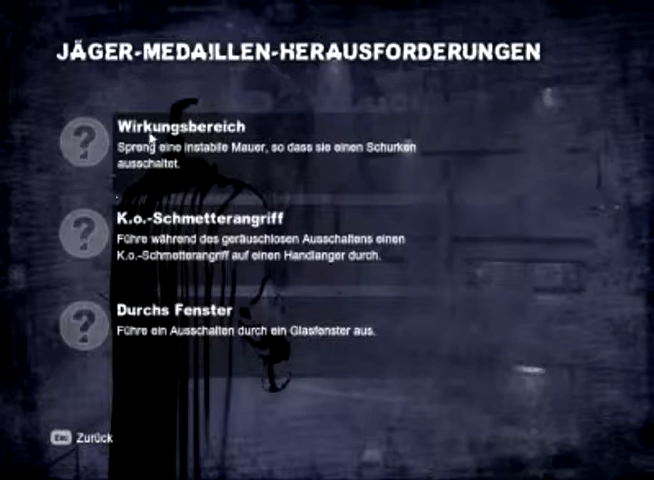 JÄGER-MEDAILLEN-HERAUSFORDERUNGEN
Wirkungsbereich
Spreng eine instabile Mauer, so dass sie einen Schurken
ausschaltet.
K.o.-Schmetterangriff
Führe während des geräuschlosen Ausschaltens einen
K.o.-Schmetterangriff auf einen Handlanger durch.
Durchs Fenster
Führe ein Ausschalten durch ein Glasfenster aus.
Esc Zurück